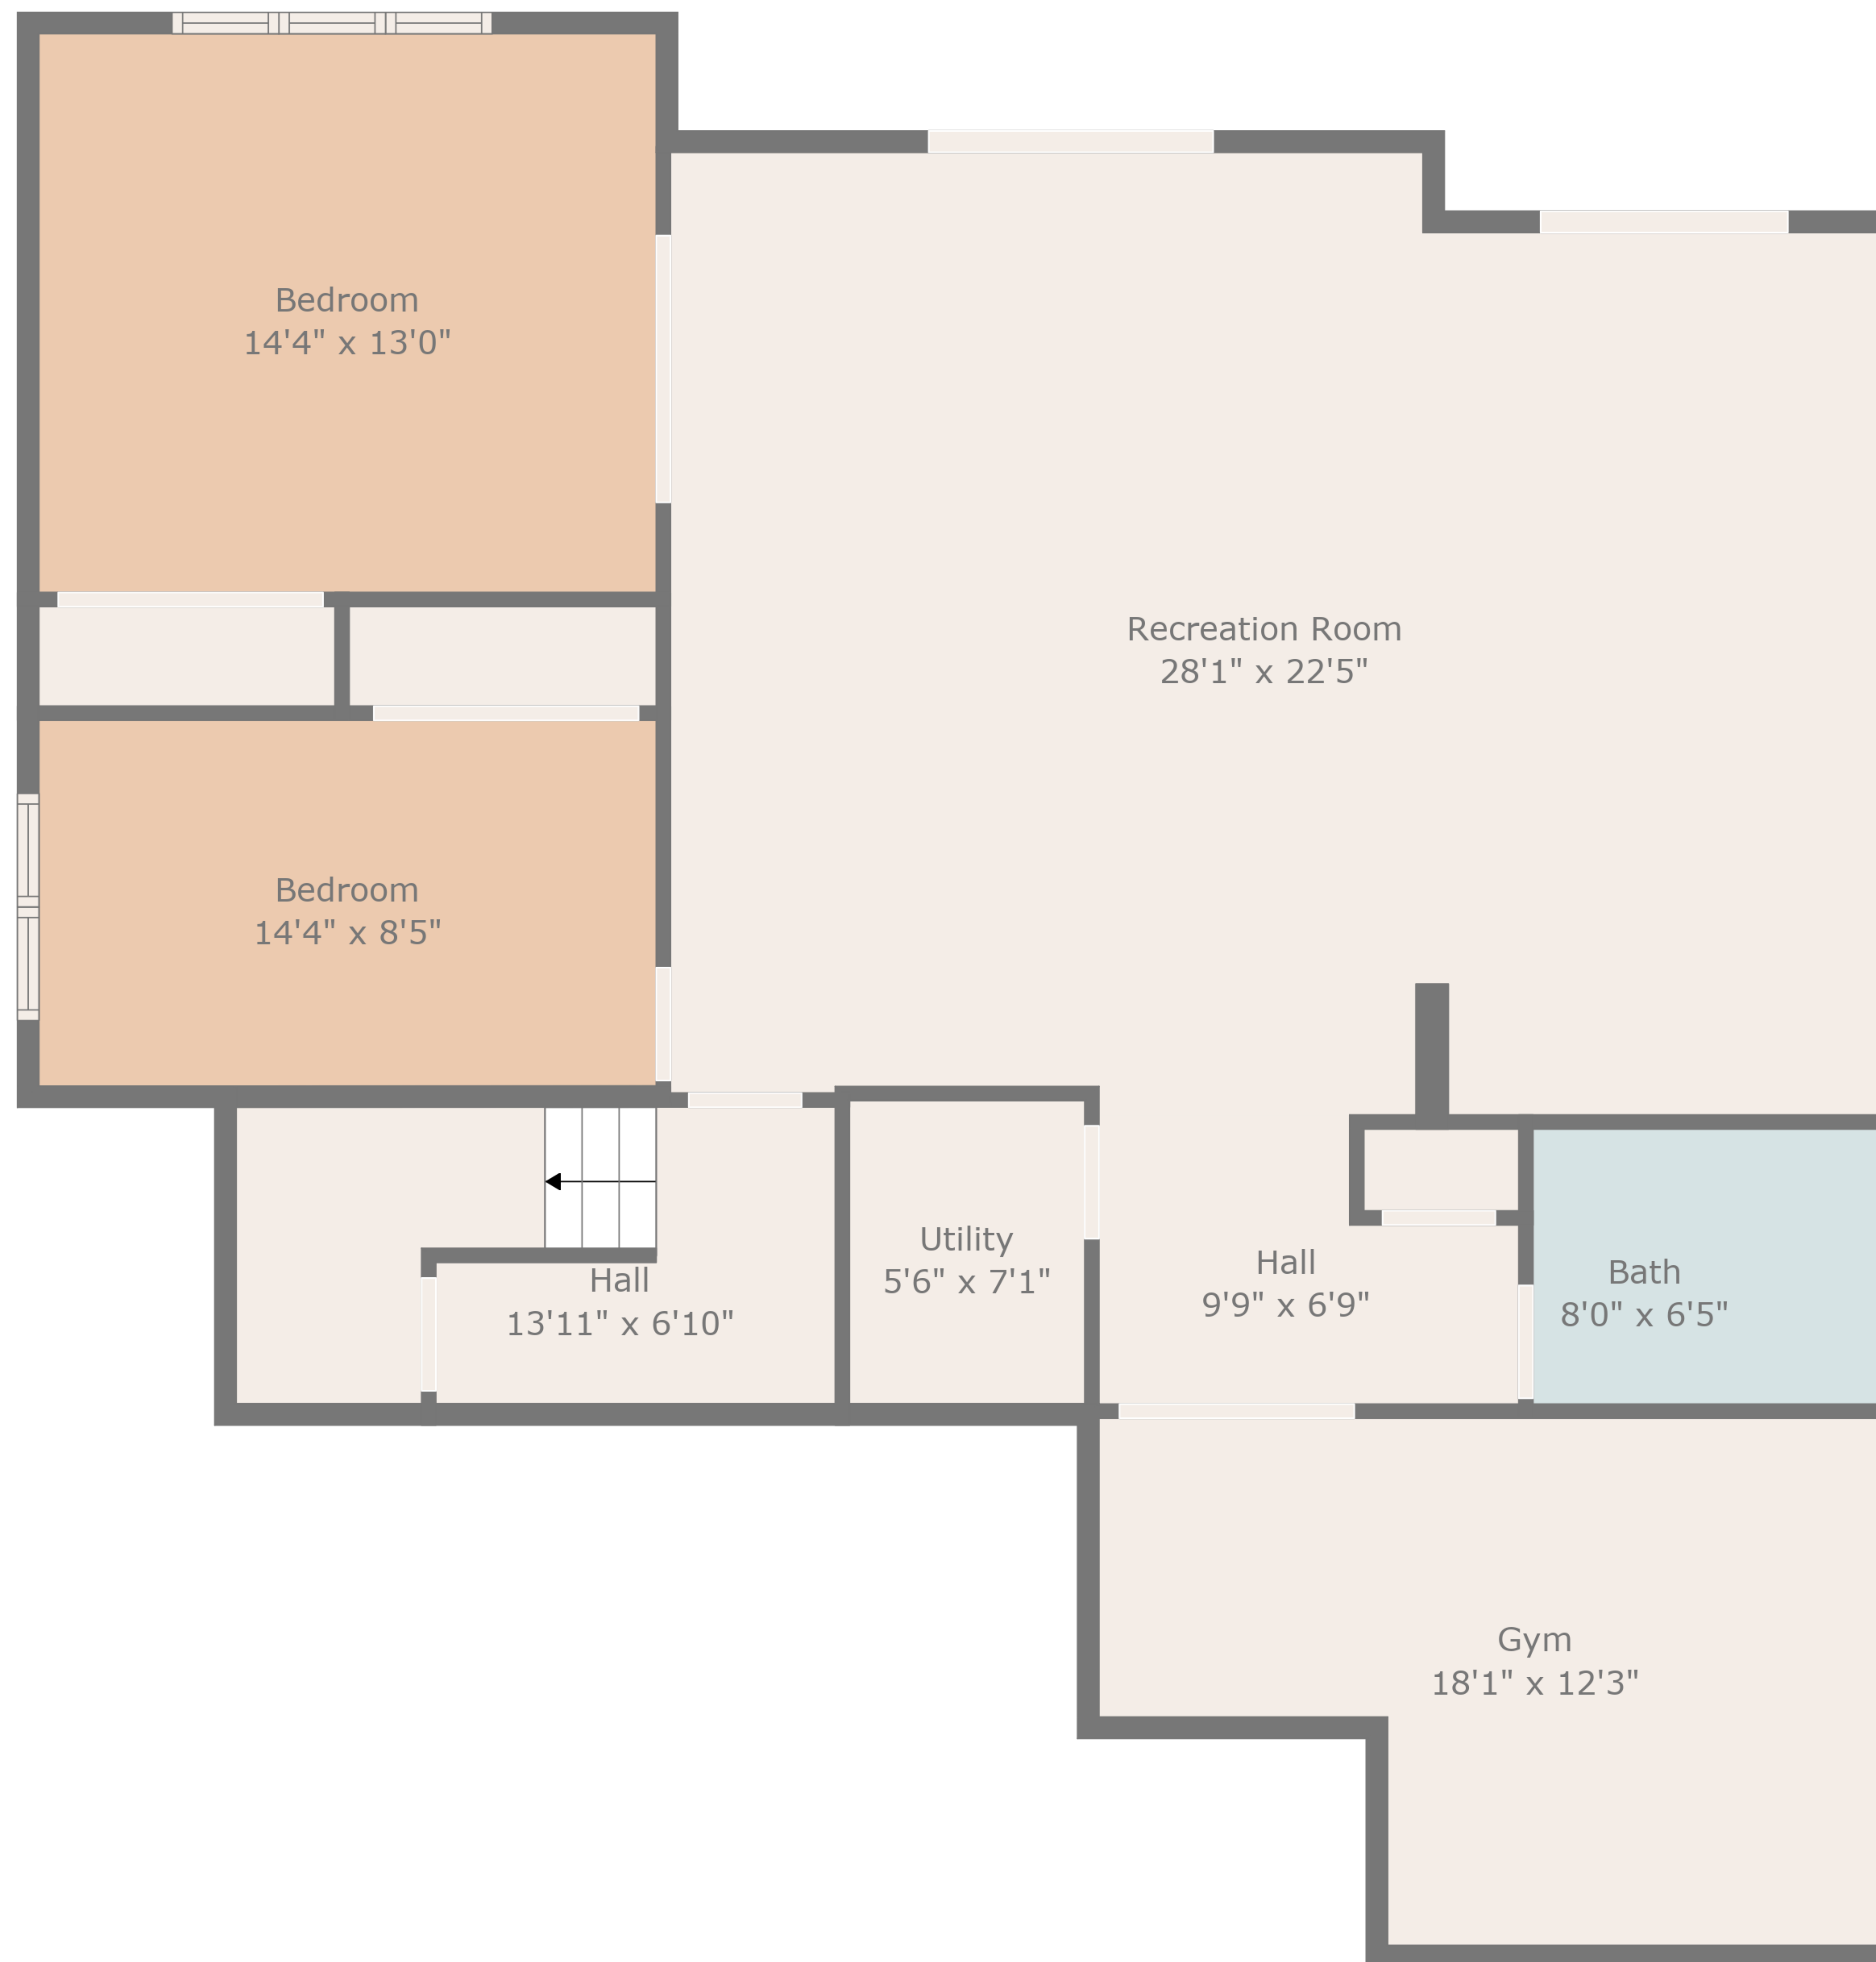 Bedroom
14'4" x 13'0"
Recreation Room
28'1" x 22'5"
Bedroom
14'4" x 8'5"
Hall
13'11" x 6'10"
Utility
5'6" x 7'1"
Hall
9'9" x 6'9"
Bath
8'0" x 6'5"
Gym
18'1" x 12'3"